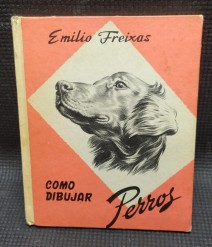 Emilio Freixas
COMO
DIBUJAR
Perros